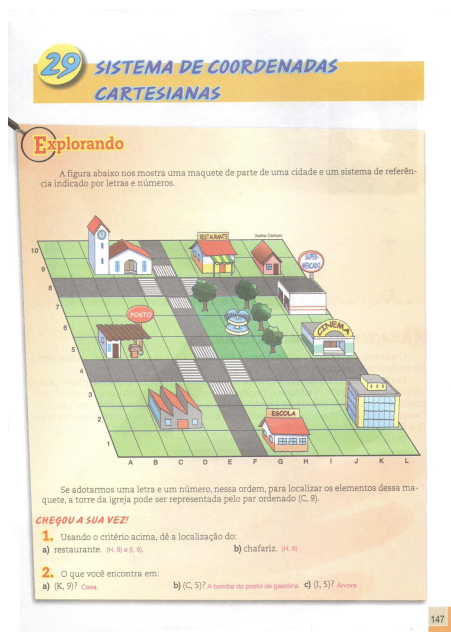 29 SISTEMA DE COORDENADAS
CARTESIANAS
Explorando
A figura abaixo nos mostra uma maquete de parte de uma cidade e um sistema de referên-
cia indicado por letras e números.
Ilustra Cartoon
RESTAURANTE
SUPER-
MERCADO
POSTO
CINEMA
ESCOLA
10
9
8
7
6
5
4
3
2
1
A B C D E F G H I J K L
Se adotarmos uma letra e um número, nessa ordem, para localizar os elementos dessa ma-
quete, a torre da igreja pode ser representada pelo par ordenado (C, 9).
CHEGOU A SUA VEZ!
1. Usando o critério acima, dê a localização do:
a) restaurante. (H, 9) e (I, 9). b) chafariz. (H, 6)
2. O que você encontra em:
a) (K, 9)? Casa. b) (C, 5)? A bomba do posto de gasolina. c) (I, 5)? Árvore.
147